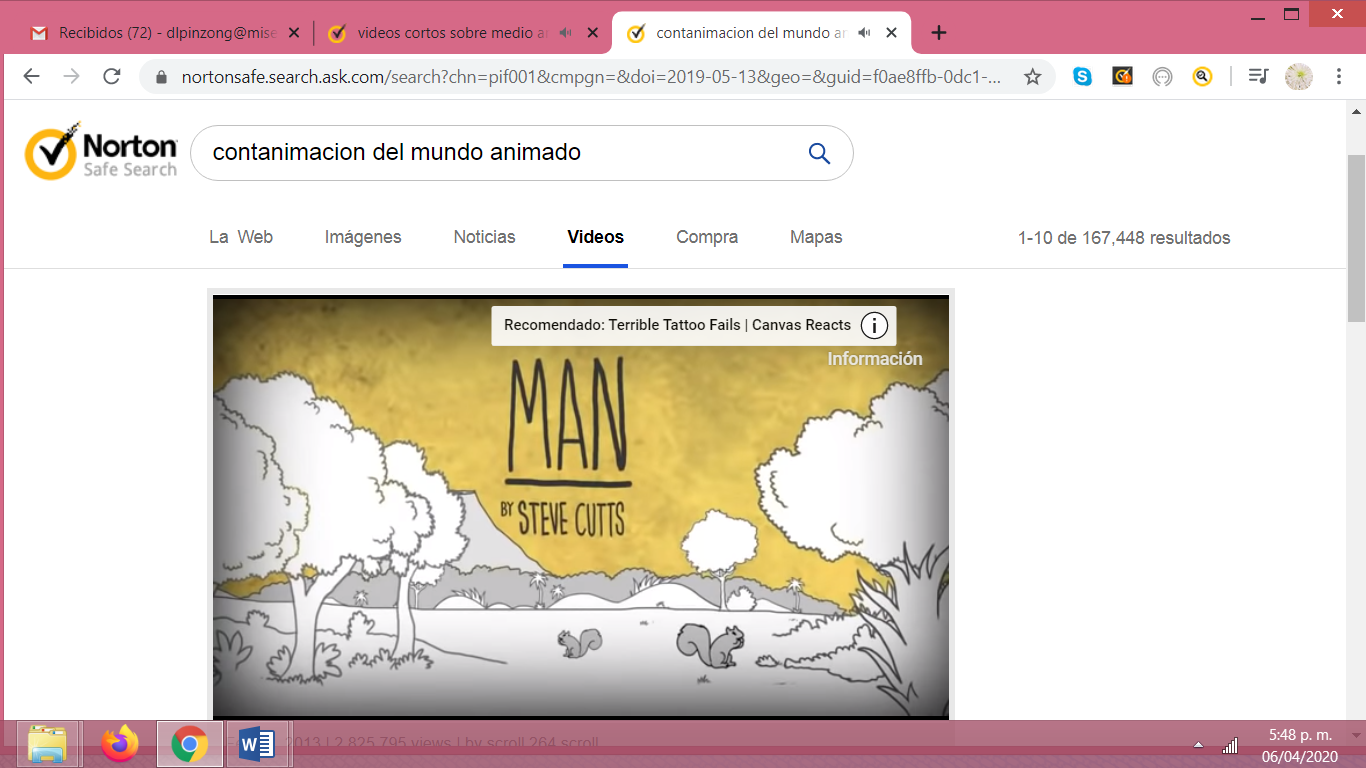 Recibidos (72) - dlpinzong@mise
videos cortos sobre medio a
contanimacion del mundo an
nortonsafe.search.ask.com/search?chn=pif001&cmpgn=&doi=2019-05-13&geo=&guid=f0ae8ffb-0dc1-...
Norton
Safe Search
contanimacion del mundo animado
La Web Imágenes Noticias Videos Compra Mapas
1-10 de 167,448 resultados
Recomendado: Terrible Tattoo Fails | Canvas Reacts
Información
MAN
BY STEVE CUTTS
2013 | 2,825,795 views | by scroll 264 scroll
5:48 p. m.
06/04/2020